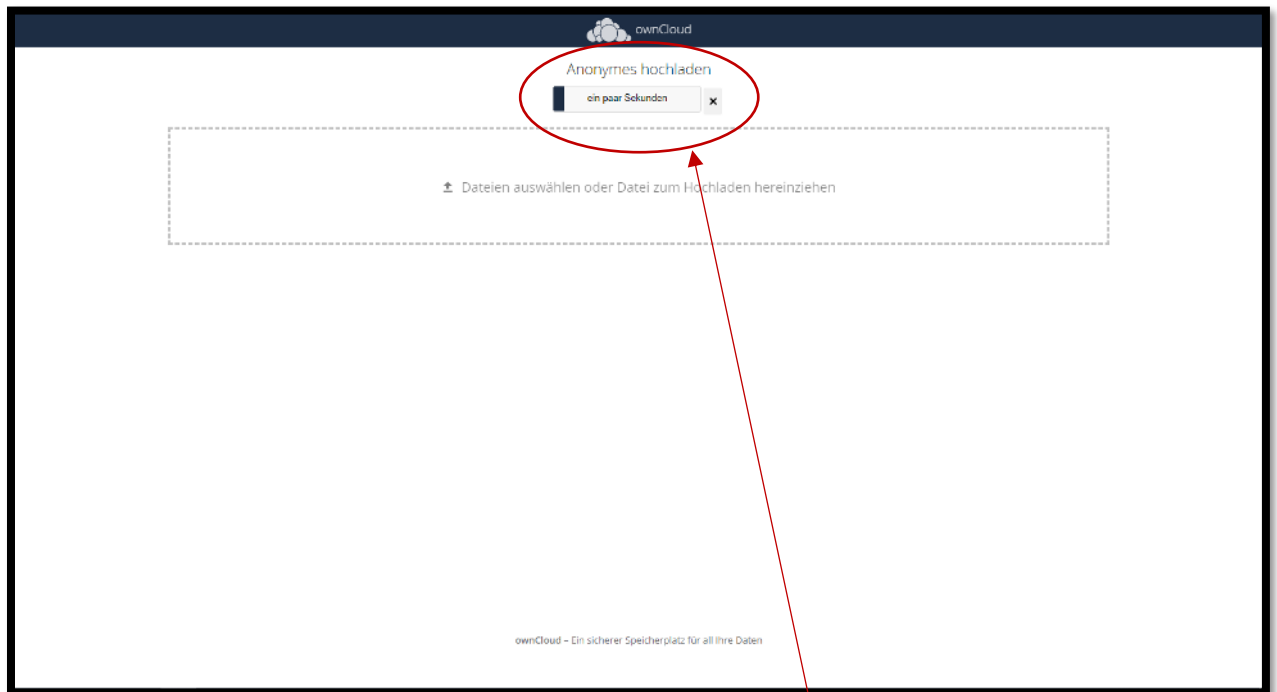 ownCloud
Anonymes hochladen
ein paar Sekunden
Dateien auswählen oder Datei zum Hochladen hereinziehen
ownCloud – Ein sicherer Speicherplatz für all Ihre Daten